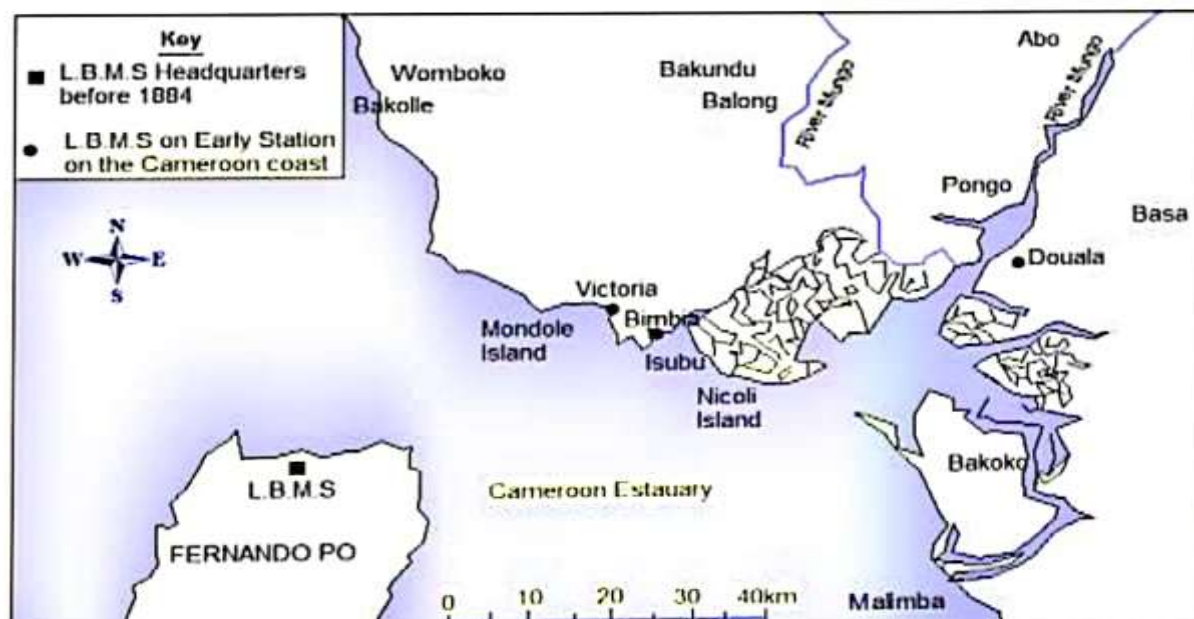 Key
L.B.M.S Headquarters
before 1884
L.B.M.S on Early Station
on the Cameroon coast
N
W E
S
Womboko
Bakolle
Bakundu
Balong
River Mungo
Abo
River Mungo
Pongo
Basa
Douala
Victoria
Bimbia
Mondole
Island
Isubu
Nicoli
Island
L.B.M.S
FERNANDO PO
Cameroon Estauary
Bakoko
Malimba
0 10 20 30 40km